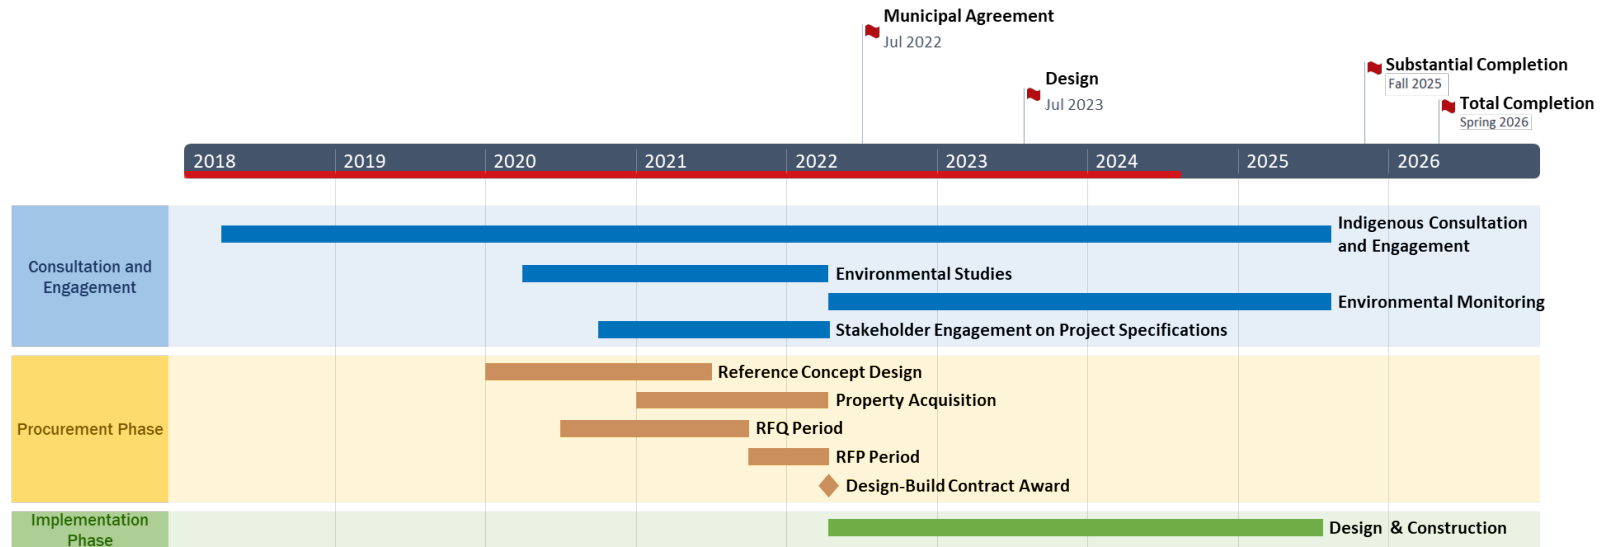 Municipal Agreement
Jul 2022
Design
Jul 2023
Substantial Completion
Fall 2025
Total Completion
Spring 2026
2018 2019 2020 2021 2022 2023 2024 2025 2026
Consultation and
Engagement
Indigenous Consultation
and Engagement
Environmental Studies
Environmental Monitoring
Stakeholder Engagement on Project Specifications
Procurement Phase
Reference Concept Design
Property Acquisition
RFQ Period
RFP Period
Design-Build Contract Award
Implementation
Phase
Design & Construction